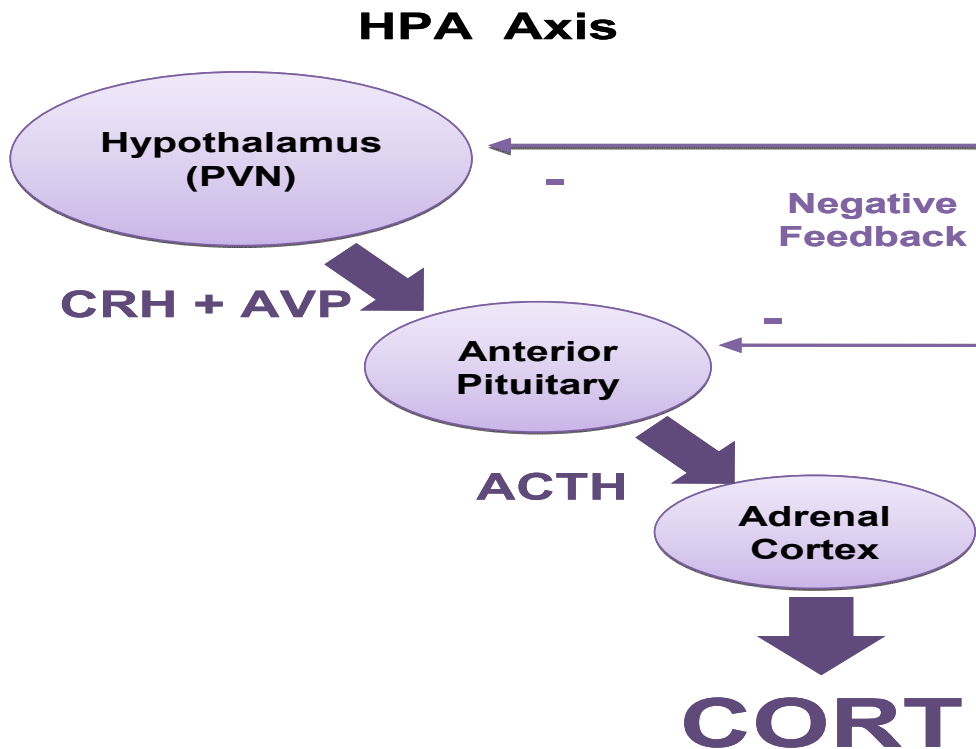 HPA Axis
Hypothalamus
(PVN)
-
Negative
Feedback
CRH + AVP
-
Anterior
Pituitary
ACTH
Adrenal
Cortex
CORT